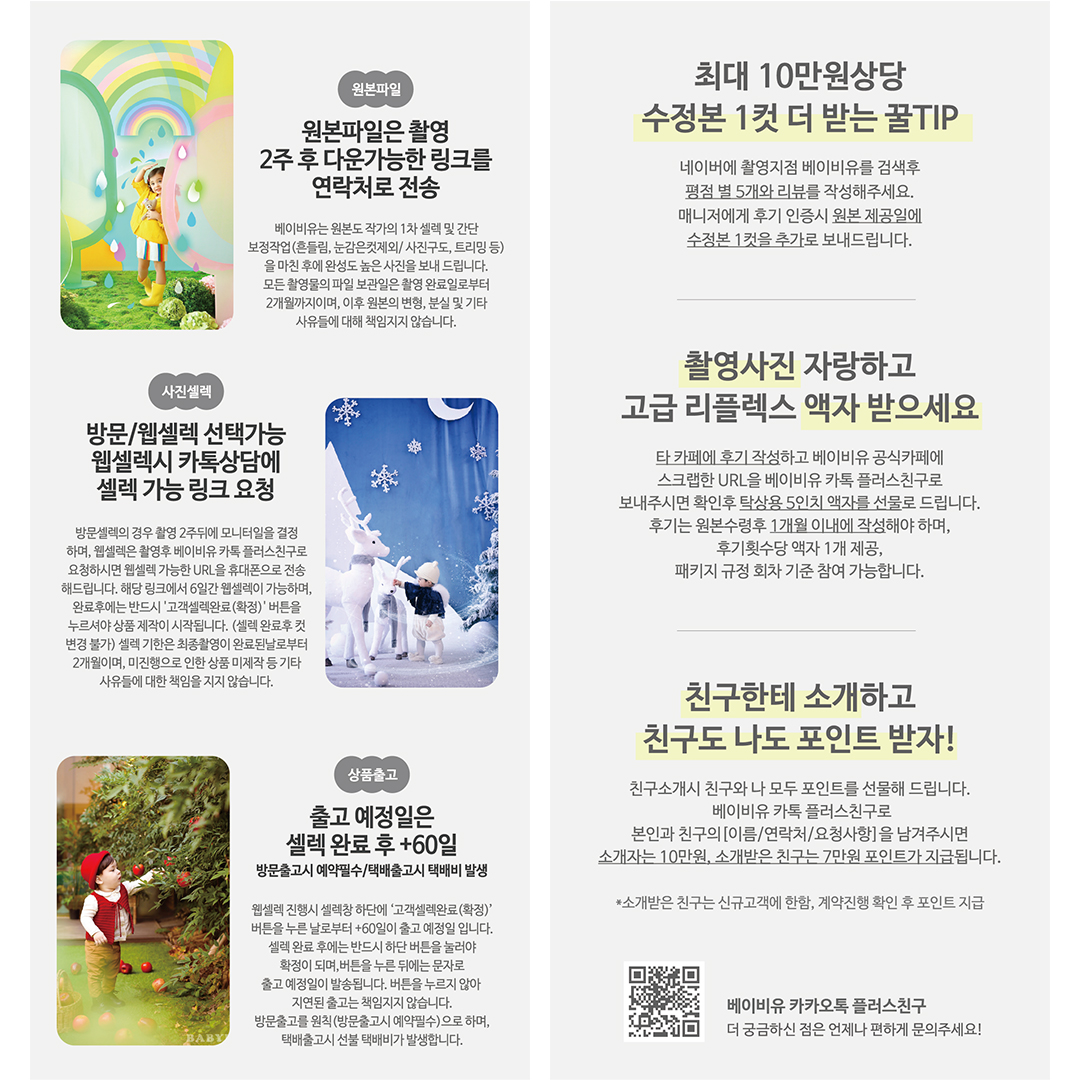 원본파일
원본파일은 촬영
2주 후 다운가능한 링크를
연락처로 전송
베이비유는 원본도 작가의 1차 셀렉 및 간단
보정작업(흔들림, 눈감은컷제외/ 사진구도, 트리밍 등)
을 마친 후에 완성도 높은 사진을 보내 드립니다.
모든 촬영물의 파일 보관일은 촬영 완료일로부터
2개월까지이며, 이후 원본의 변형, 분실 및 기타
사유들에 대해 책임지지 않습니다.
사진셀렉
방문/웹셀렉 선택가능
웹셀렉시 카톡상담에
셀렉 가능 링크 요청
방문셀렉의 경우 촬영 2주뒤에 모니터일을 결정
하며, 웹셀렉은 촬영후 베이비유 카톡 플러스친구로
요청하시면 웹셀렉 가능한 URL을 휴대폰으로 전송
해드립니다. 해당 링크에서 6일간 웹셀렉이 가능하며,
완료후에는 반드시 '고객셀렉완료(확정)' 버튼을
누르셔야 상품 제작이 시작됩니다. (셀렉 완료후 컷
변경 불가) 셀렉 기한은 최종촬영이 완료된날로부터
2개월이며, 미진행으로 인한 상품 미제작 등 기타
사유들에 대한 책임을 지지 않습니다.
상품출고
출고 예정일은
셀렉 완료 후 +60일
방문출고시 예약필수/택배출고시 택배비 발생
웹셀렉 진행시 셀렉창 하단에 ‘고객셀렉완료(확정)’
버튼을 누른 날로부터 +60일이 출고 예정일 입니다.
셀렉 완료 후에는 반드시 하단 버튼을 눌러야
확정이 되며,버튼을 누른 뒤에는 문자로
출고 예정일이 발송됩니다. 버튼을 누르지 않아
지연된 출고는 책임지지 않습니다.
방문출고를 원칙(방문출고시 예약필수)으로 하며,
택배출고시 선불 택배비가 발생합니다.
BABY
최대 10만원상당
수정본 1컷 더 받는 꿀TIP
네이버에 촬영지점 베이비유를 검색후
평점 별 5개와 리뷰를 작성해주세요.
매니저에게 후기 인증시 원본 제공일에
수정본 1컷을 추가로 보내드립니다.
촬영사진 자랑하고
고급 리플렉스 액자 받으세요
타 카페에 후기 작성하고 베이비유 공식카페에
스크랩한 URL을 베이비유 카톡 플러스친구로
보내주시면 확인후 탁상용 5인치 액자를 선물로 드립니다.
후기는 원본수령후 1개월 이내에 작성해야 하며,
후기횟수당 액자 1개 제공,
패키지 규정 회차 기준 참여 가능합니다.
친구한테 소개하고
친구도 나도 포인트 받자!
친구소개시 친구와 나 모두 포인트를 선물해 드립니다.
베이비유 카톡 플러스친구로
본인과 친구의[이름/연락처/요청사항]을 남겨주시면
소개자는 10만원, 소개받은 친구는 7만원 포인트가 지급됩니다.
*소개받은 친구는 신규고객에 한함, 계약진행 확인 후 포인트 지급
베이비유 카카오톡 플러스친구
더 궁금하신 점은 언제나 편하게 문의주세요!